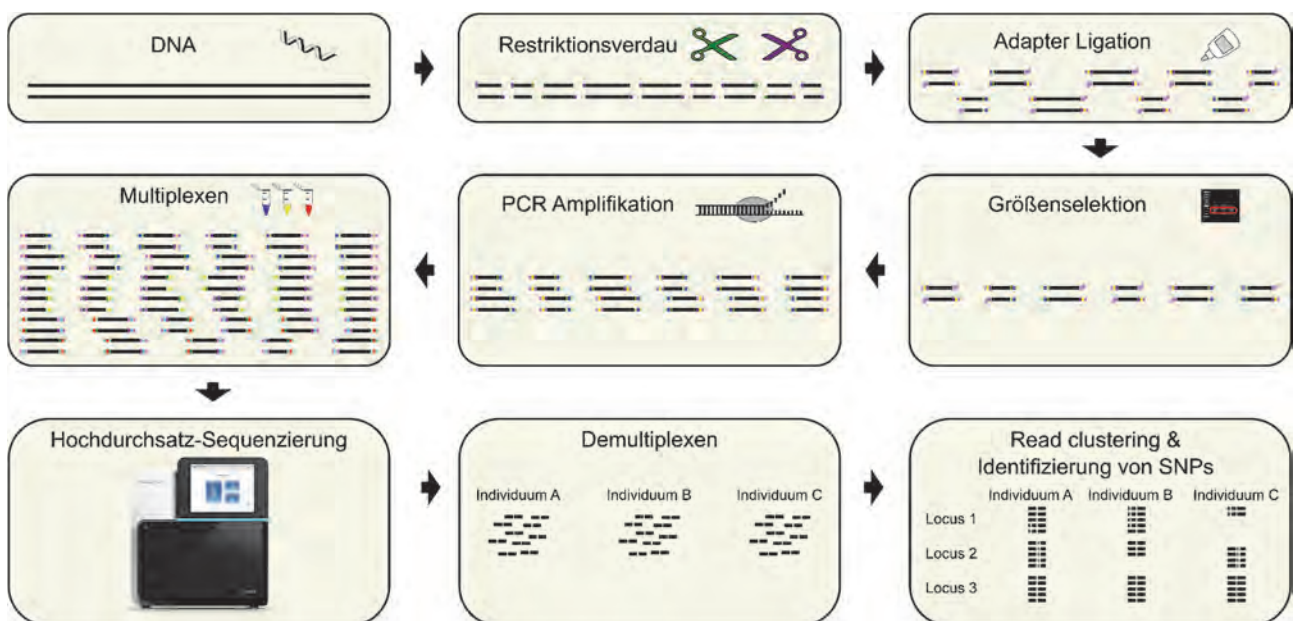 DNA
Restriktionsverdau
Adapter Ligation
Größenselektion
PCR Amplifikation
Multiplexen
Hochdurchsatz-Sequenzierung
Demultiplexen
Individuum A Individuum B Individuum C
Read clustering &
Identifizierung von SNPs
Individuum A Individuum B Individuum C
Locus 1
Locus 2
Locus 3